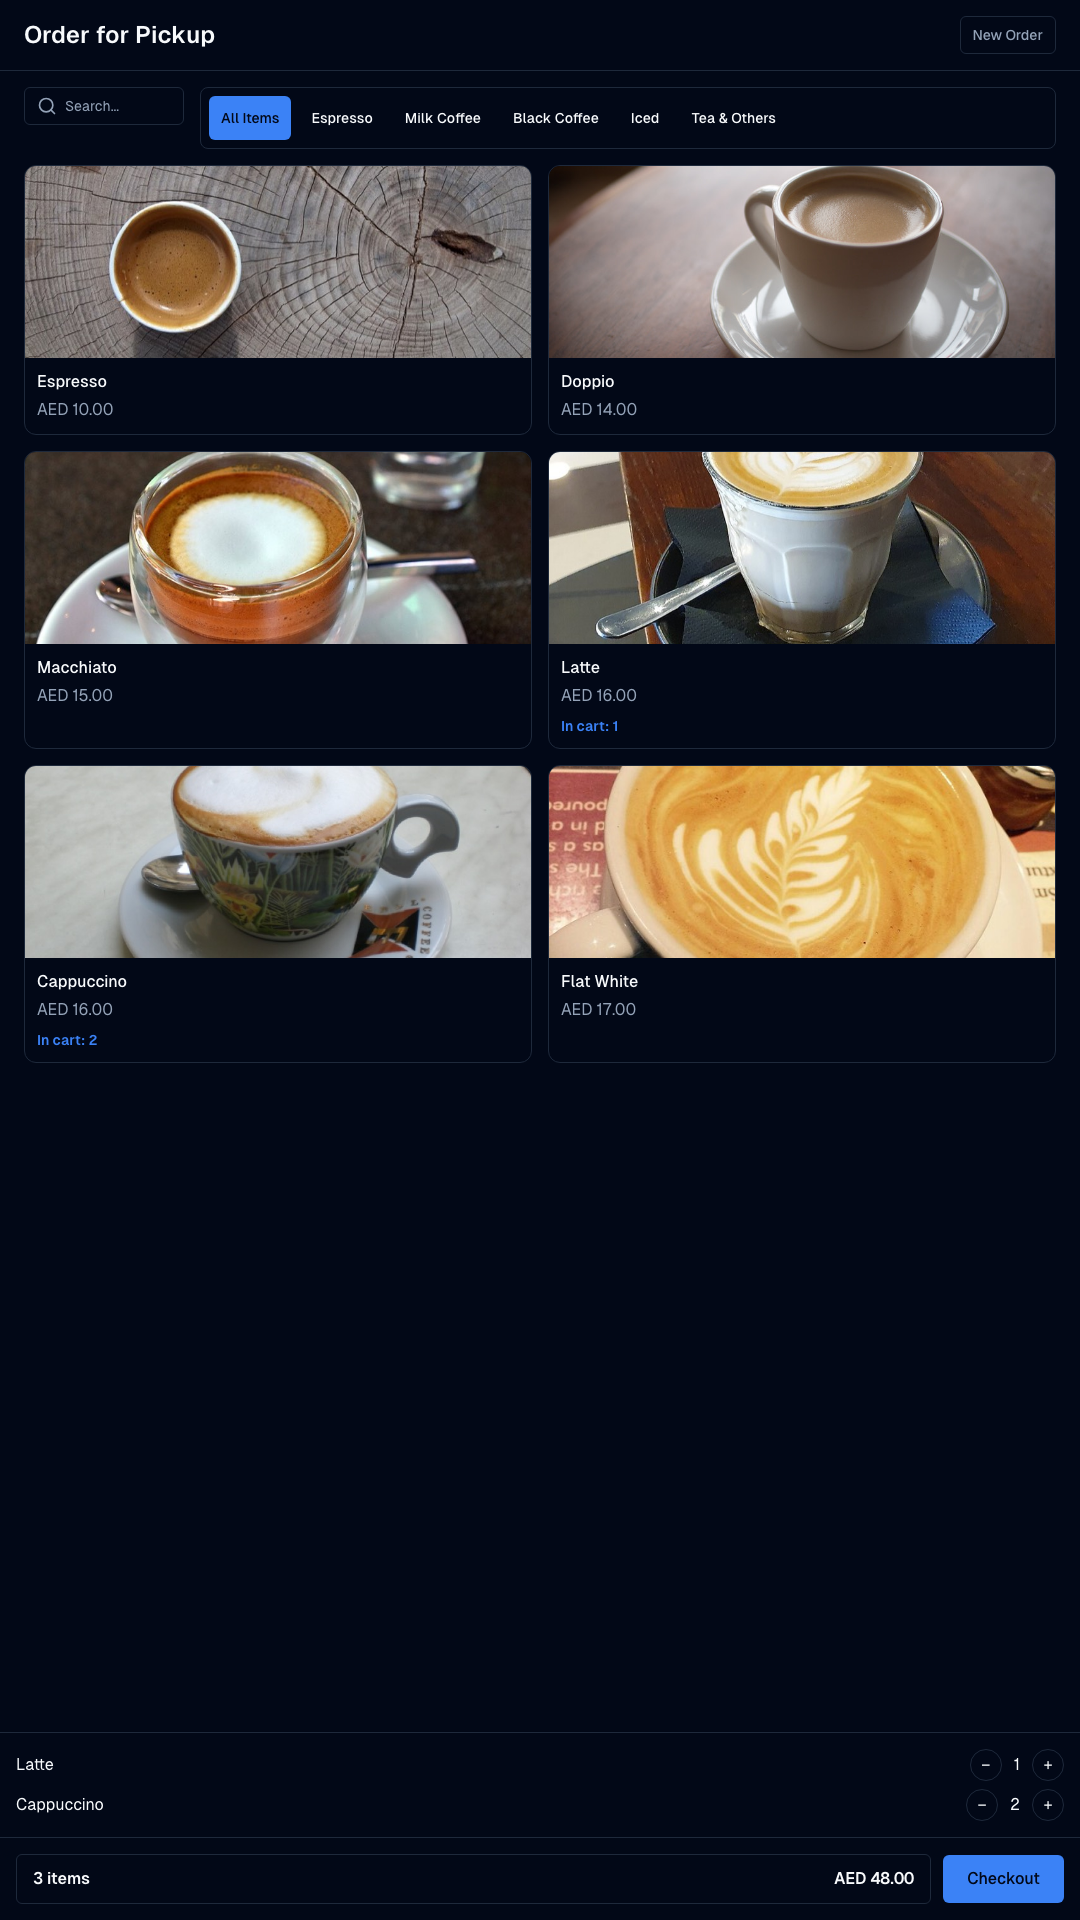 Order for Pickup
New Order
Search...
All Items
Espresso
Milk Coffee
Black Coffee
Iced
Tea & Others
Espresso
AED 10.00
Doppio
AED 14.00
Macchiato
AED 15.00
Latte
AED 16.00
In cart: 1
COFFEE
Cappuccino
AED 16.00
In cart: 2
Flat White
AED 17.00
Latte
− 1 +
Cappuccino
− 2 +
3 items
AED 48.00
Checkout